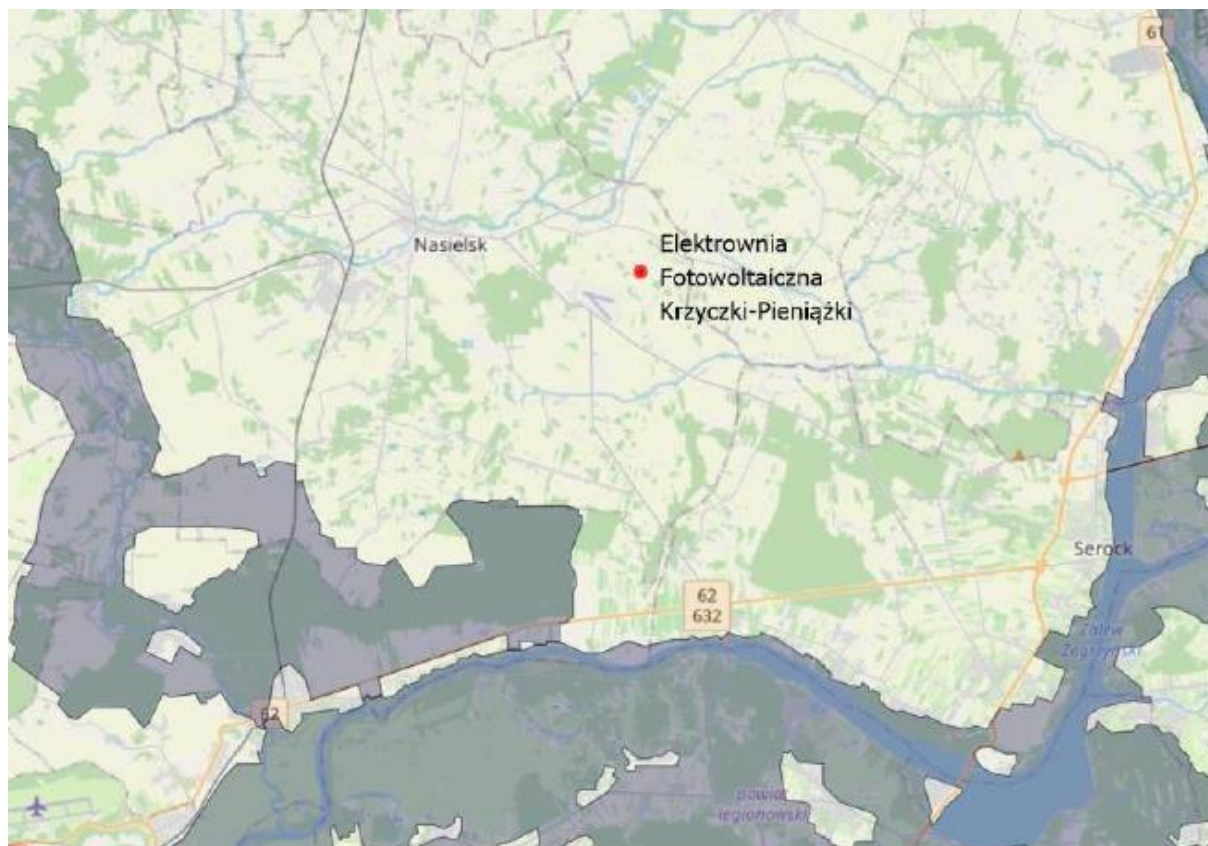 61
Nasielsk
Elektrownia
Fotowoltaiczna
Krzyczki-Pieniążki
Serock
62
632
Zalew
Zegrzyński
62
powiat
legionowski